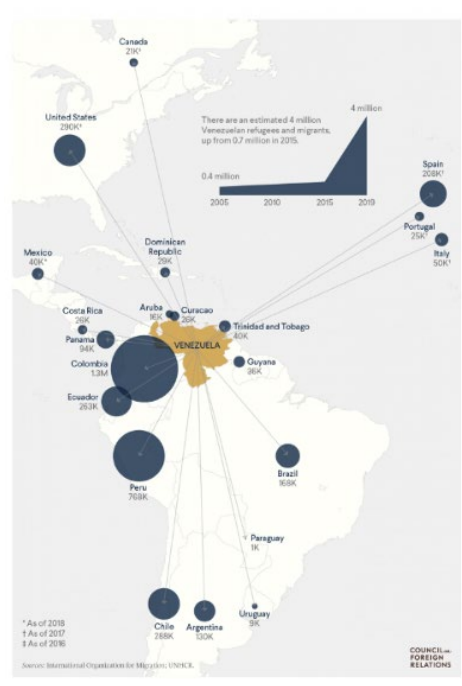 Canada
21K†
United States
290K†
There are an estimated 4 million
Venezuelan refugees and migrants,
up from 0.7 million in 2015.
4 million
0.4 million
2005
2010
2015
2019
Spain
208K†
Portugal
25K†
Italy
50K†
Mexico
40K*
Dominican
Republic
29K
Aruba
16K
Curacao
26K
Costa Rica
Trinidad and Tobago
40K
Panama
94K
VENEZUELA
Colombia
1.3M
Guyana
36K
Ecuador
263K
Peru
768K
Brazil
168K
Paraguay
1K
Chile
288K
Argentina
130K
Uruguay
9K
* As of 2018
† As of 2017
‡ As of 2016
Sources: International Organization for Migration; UNHCR.
COUNCIL on
FOREIGN
RELATIONS